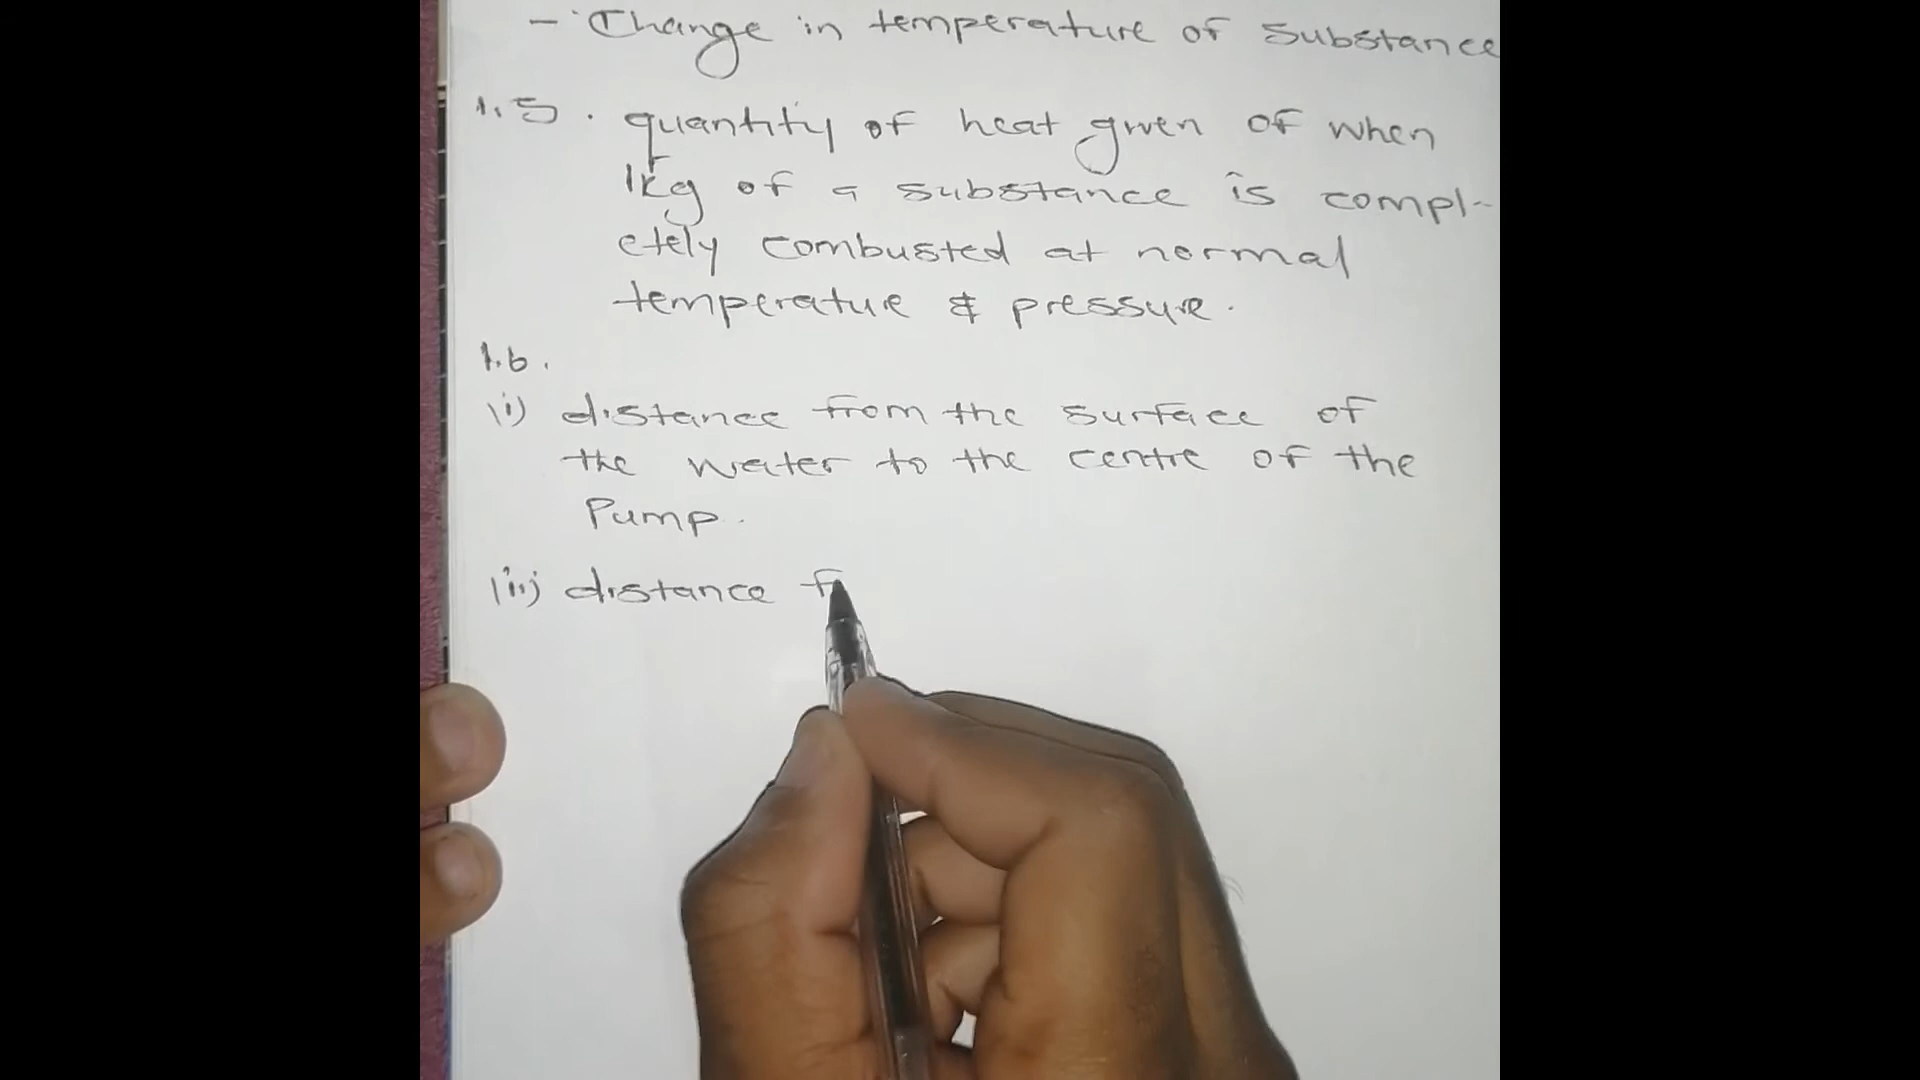 - Change in temperature of substance
1.5. quantity of heat given of when
1kg of a substance is compl-
etely combusted at normal
temperature & pressure.
1.6.
(i) distance from the surface of
the water to the centre of the
Pump.
(ii) distance f